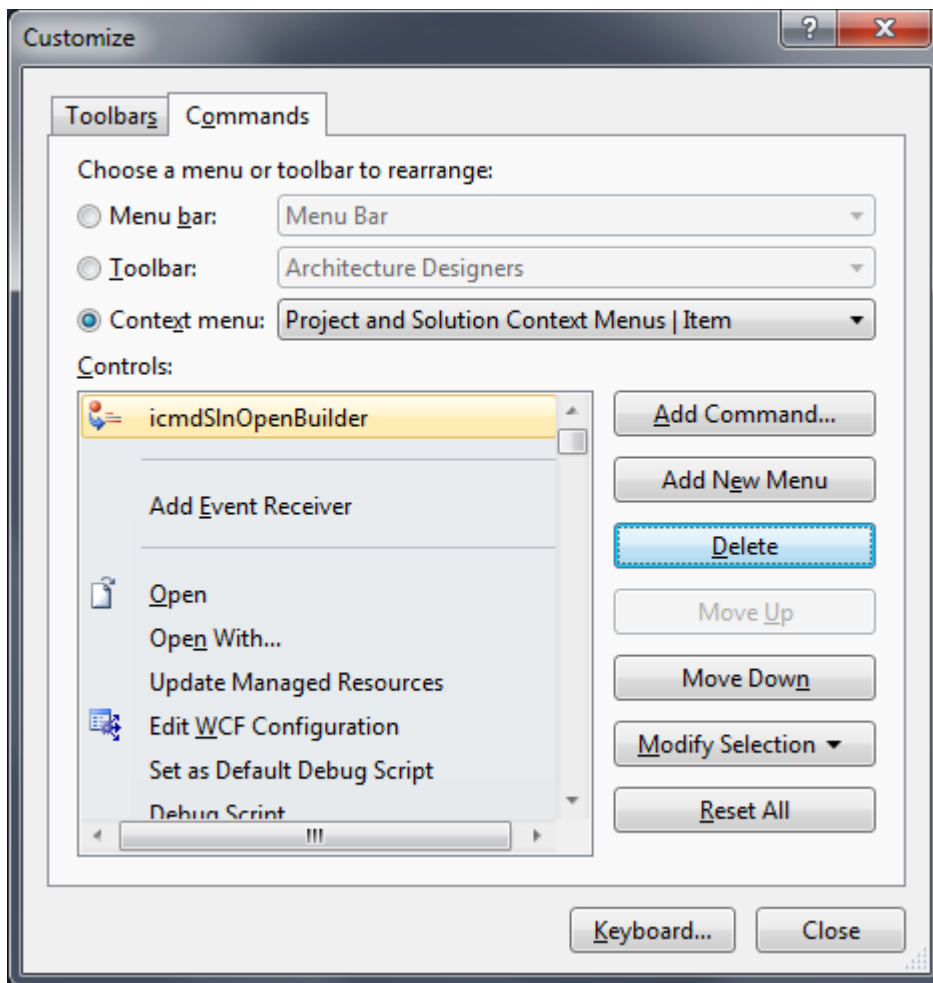 Customize
Toolbars Commands
Choose a menu or toolbar to rearrange:
Menu bar: Menu Bar
Toolbar: Architecture Designers
Context menu: Project and Solution Context Menus | Item
Controls:
icmdSlnOpenBuilder
Add Event Receiver
Open
Open With...
Update Managed Resources
Edit WCF Configuration
Set as Default Debug Script
Debug Script
Add Command...
Add New Menu
Delete
Move Up
Move Down
Modify Selection
Reset All
Keyboard... Close